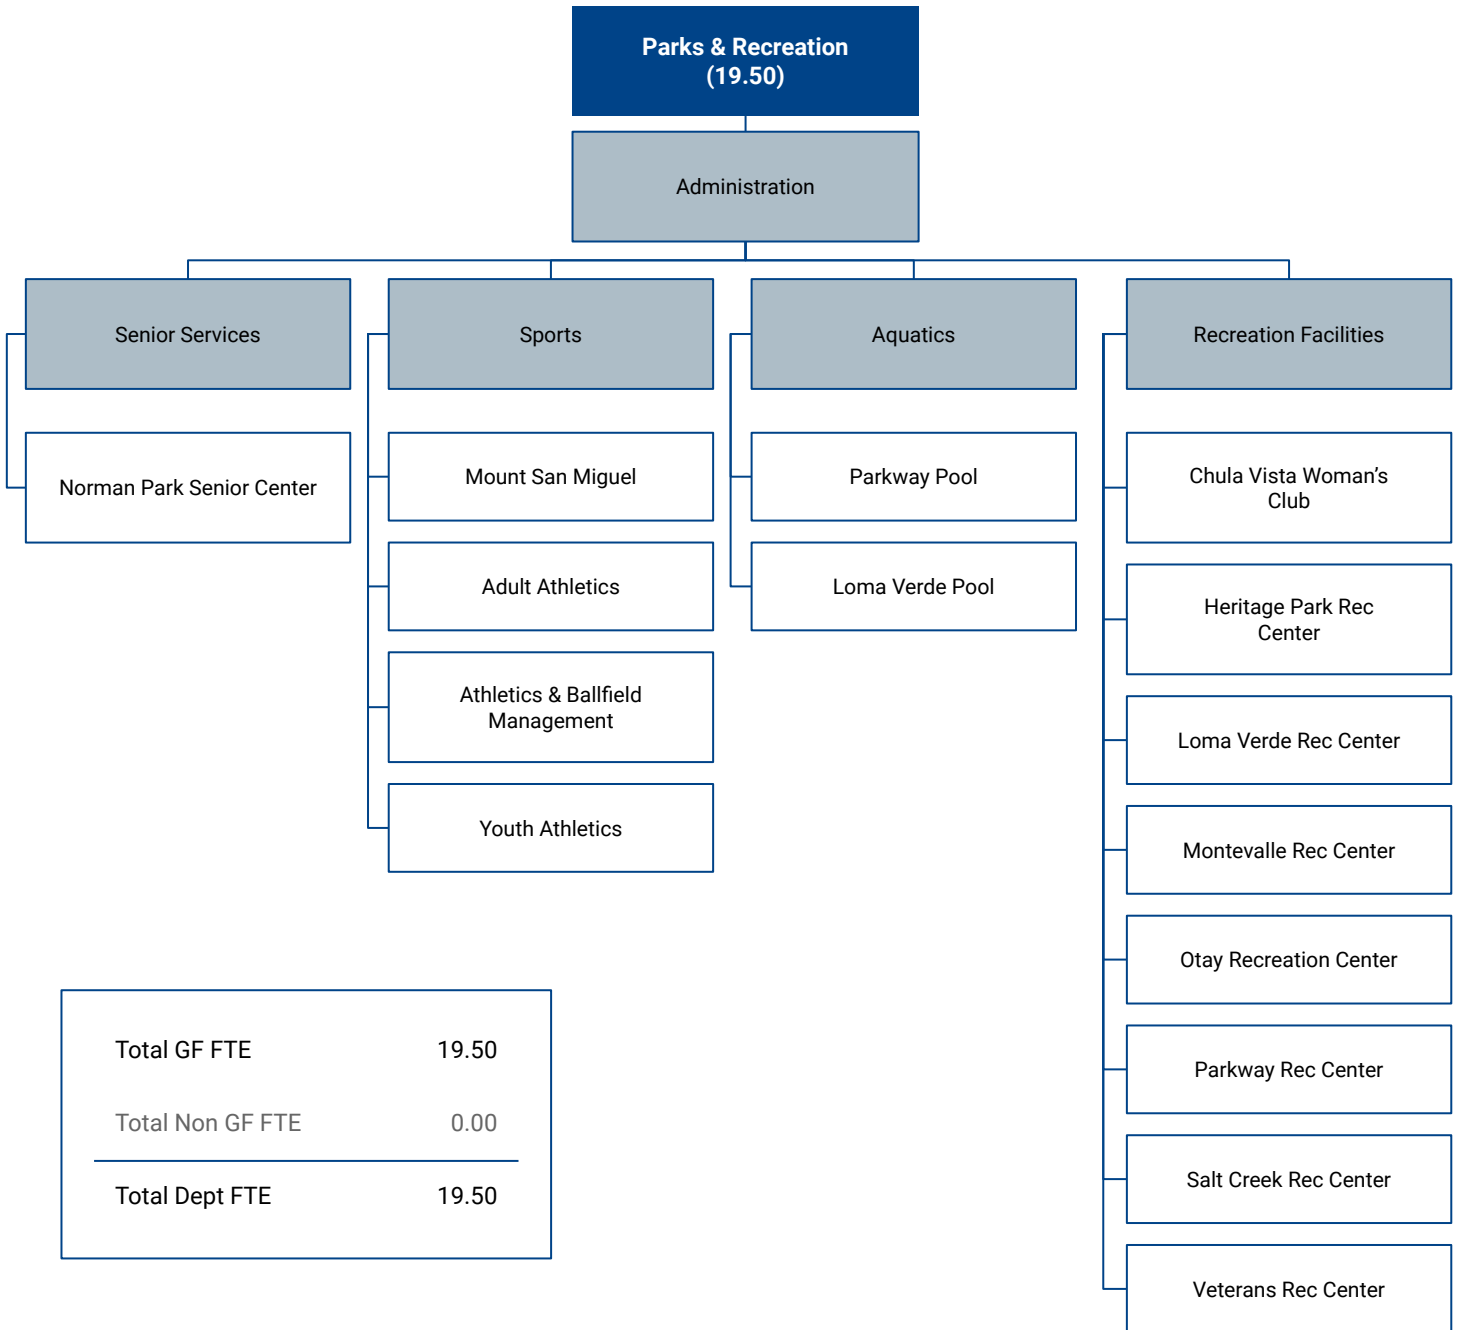 Parks & Recreation
(19.50)
Administration
Senior Services
Norman Park Senior Center
Sports
Mount San Miguel
Adult Athletics
Athletics & Ballfield
Management
Youth Athletics
Aquatics
Parkway Pool
Loma Verde Pool
Recreation Facilities
Chula Vista Woman’s
Club
Heritage Park Rec
Center
Loma Verde Rec Center
Montevalle Rec Center
Otay Recreation Center
Parkway Rec Center
Salt Creek Rec Center
Veterans Rec Center
Total GF FTE 19.50
Total Non GF FTE 0.00
Total Dept FTE 19.50